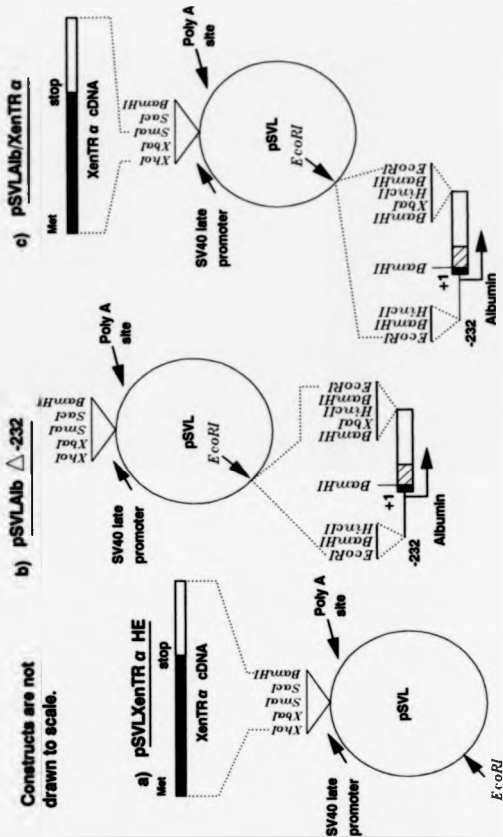 Constructs are not
drawn to scale.
a) pSVLXenTR α HE
Met
stop
XenTR α cDNA
XhoI
XbaI
SmaI
SacI
BamHI
SV40 late
promoter
Poly A
site
pSVL
EcoRI
b) pSVLAlb △ -232
XhoI
XbaI
SmaI
SacI
BamHI
SV40 late
promoter
Poly A
site
pSVL
EcoRI
EcoRI
BamHI
HincII
BamHI
XbaI
HincII
BamHI
EcoRI
BamHI
+1
-232
Albumin
c) pSVLAlb/XenTR α
Met
stop
XenTR α cDNA
XhoI
XbaI
SmaI
SacI
BamHI
SV40 late
promoter
Poly A
site
pSVL
EcoRI
EcoRI
BamHI
HincII
BamHI
XbaI
HincII
BamHI
EcoRI
BamHI
+1
-232
Albumin